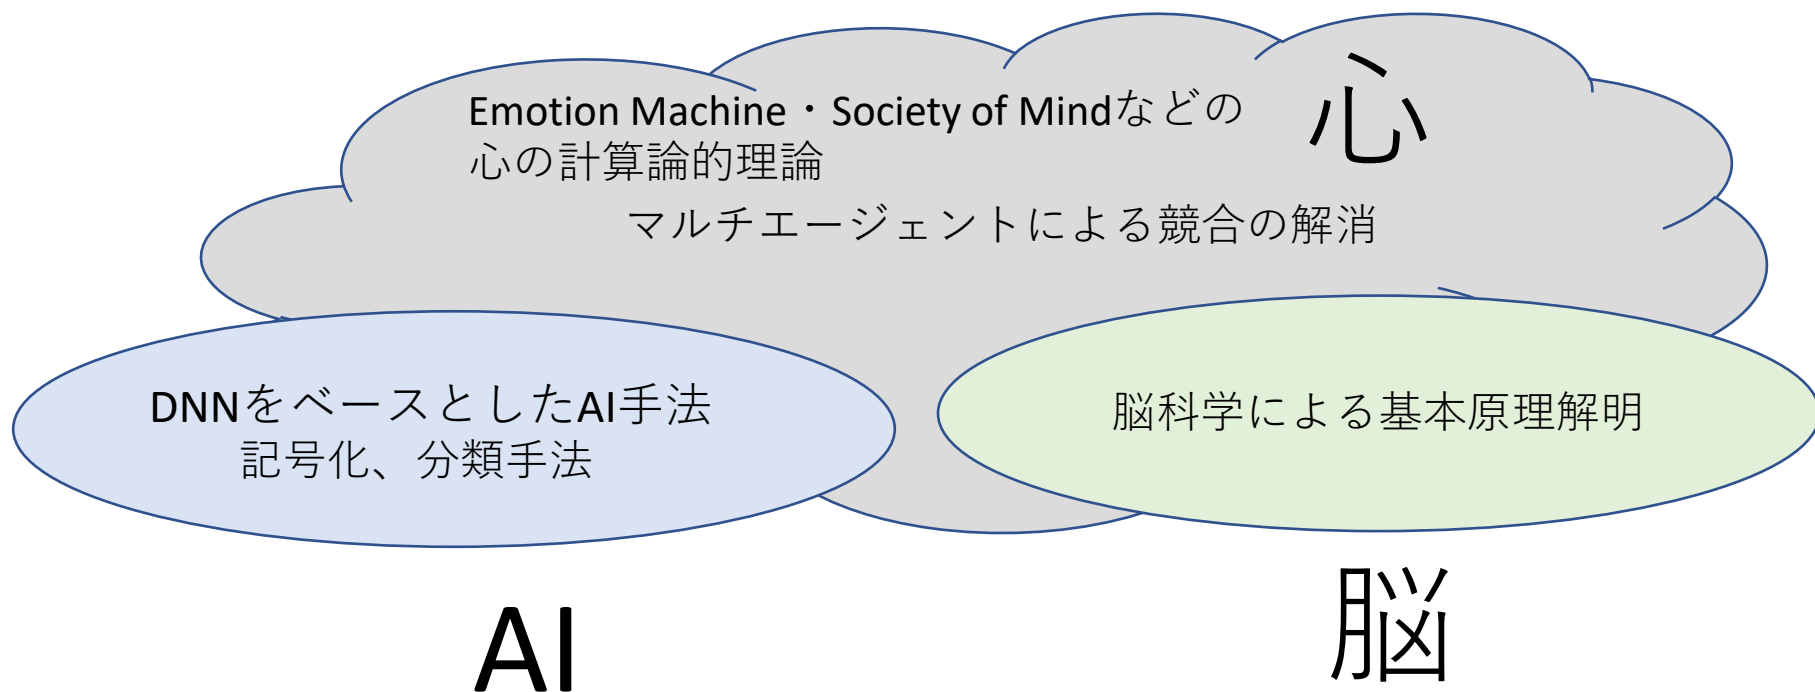 Emotion Machine・Society of Mindなどの
心の計算論的理論
心
マルチエージェントによる競合の解消
DNNをベースとしたAI手法
記号化、分類手法
脳科学による基本原理解明
AI
脳